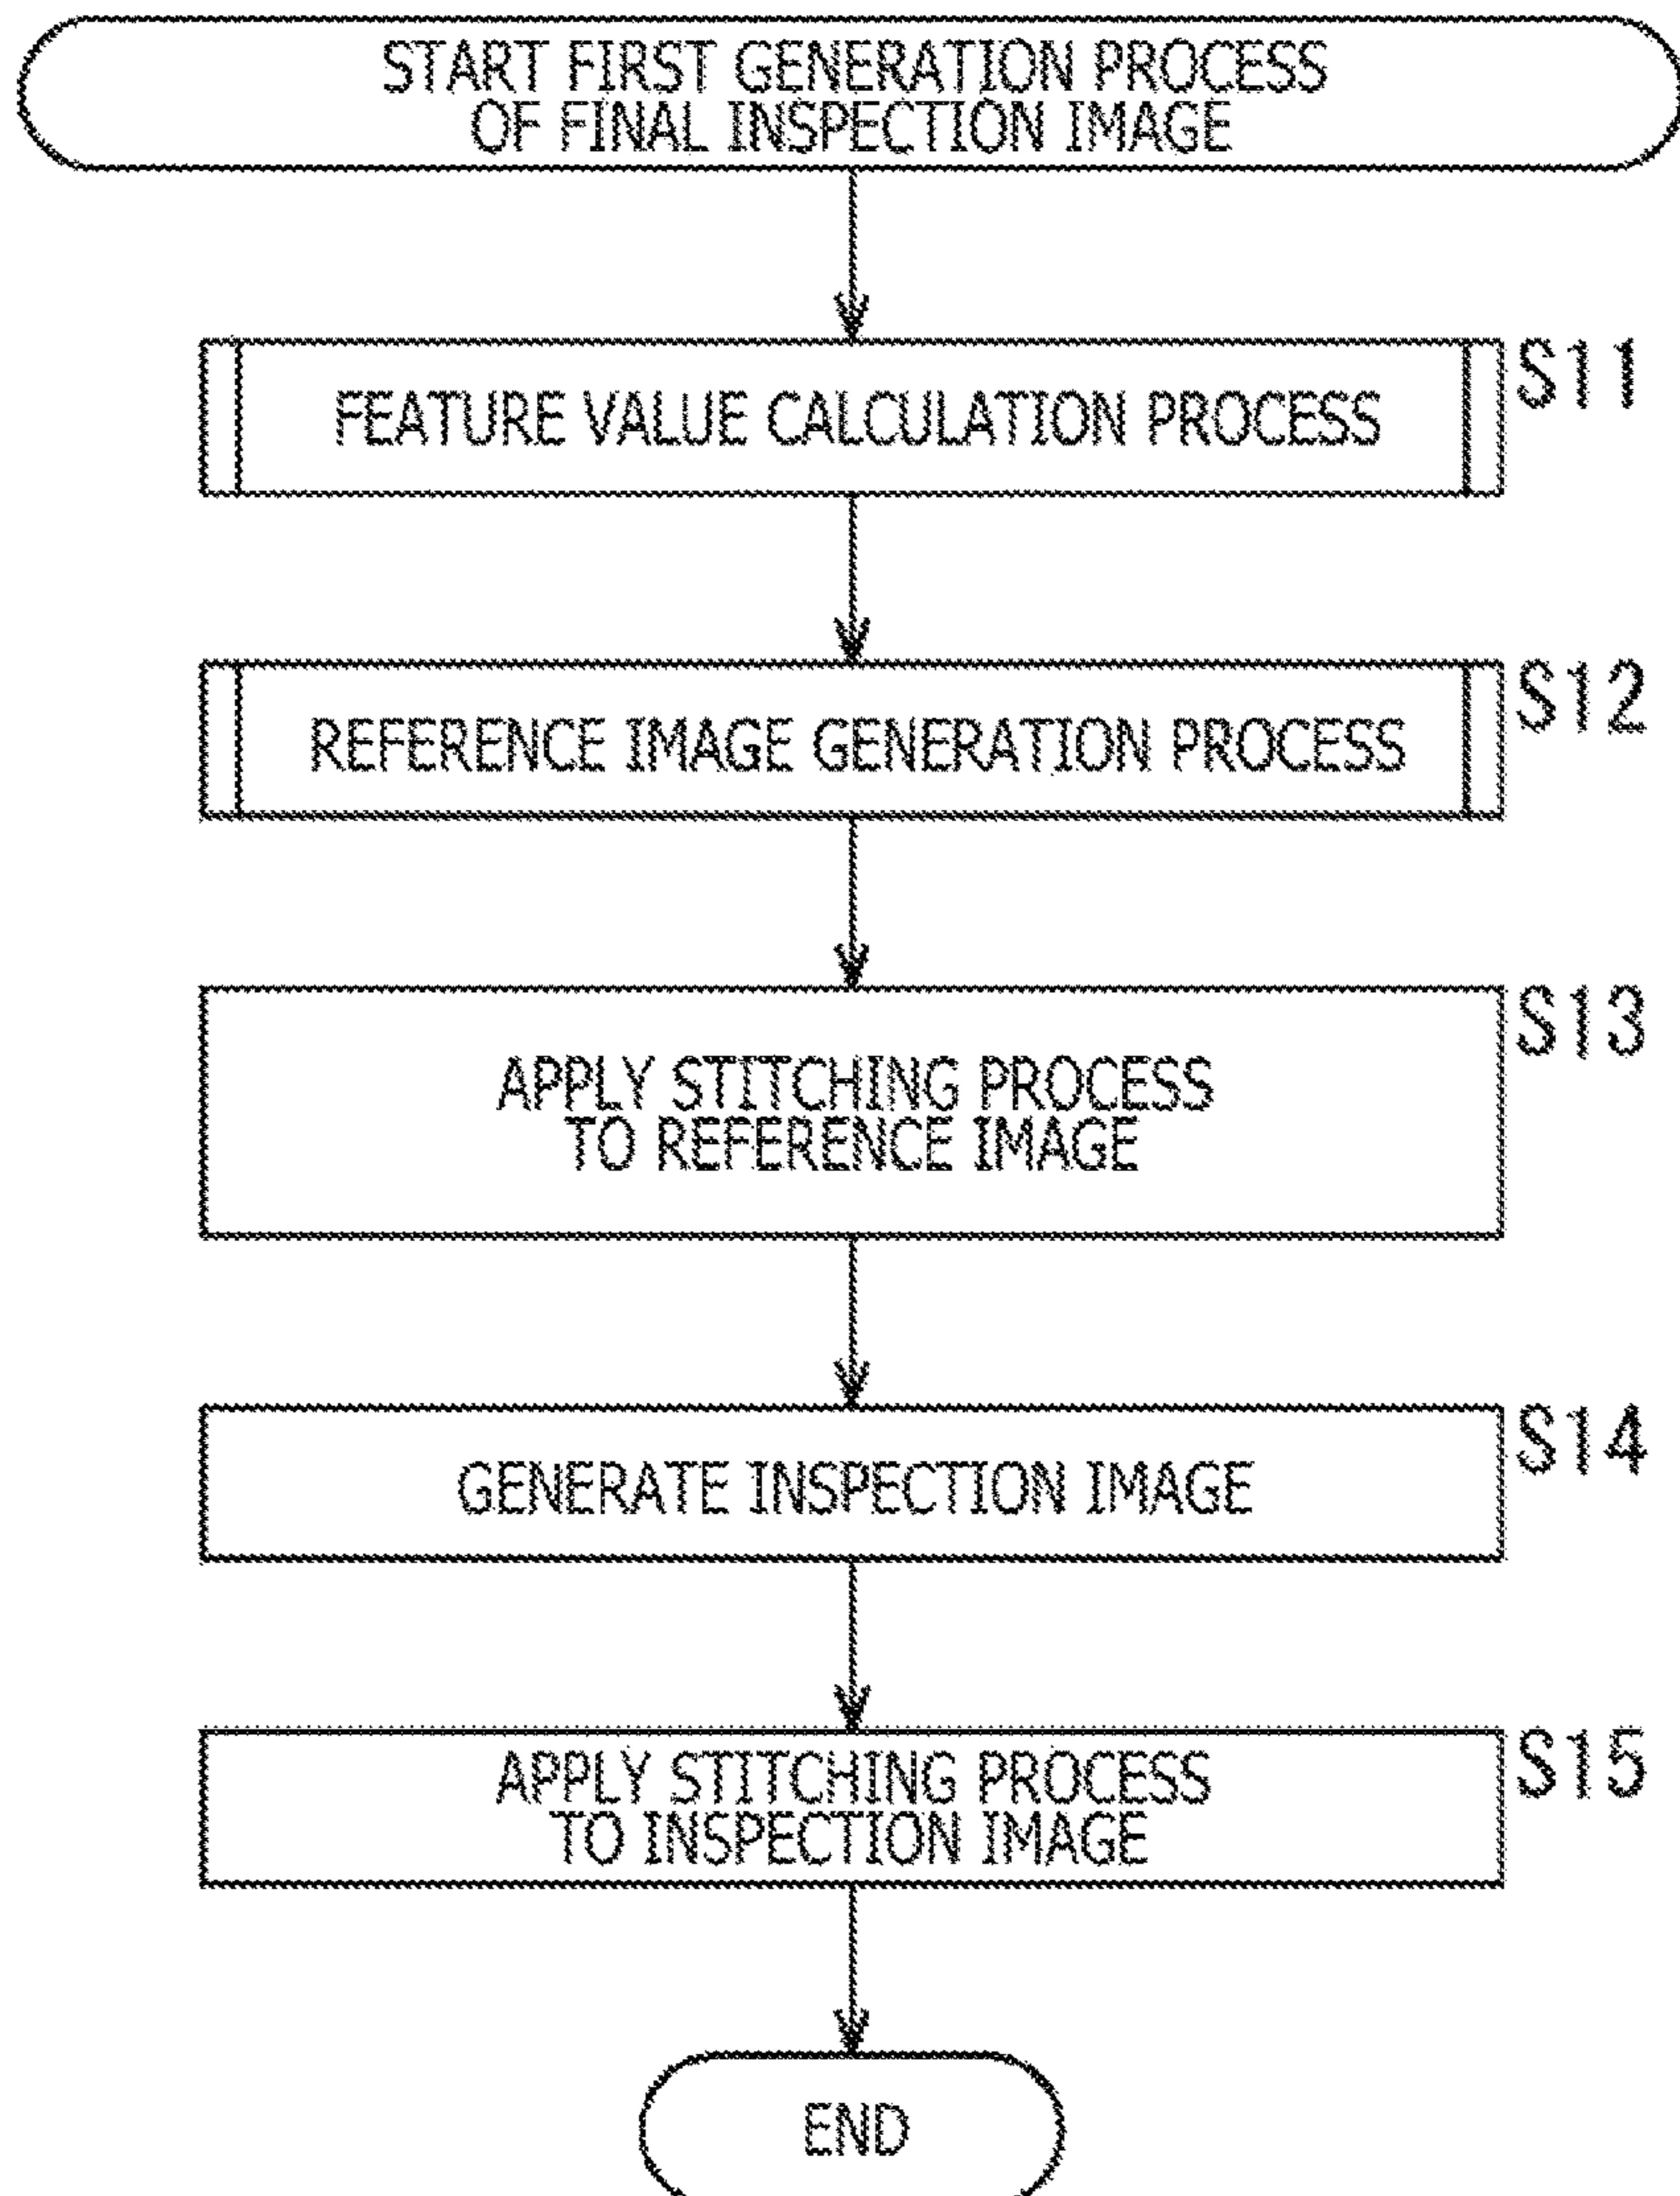 START FIRST GENERATION PROCESS
OF FINAL INSPECTION IMAGE
FEATURE VALUE CALCULATION PROCESS
S11
REFERENCE IMAGE GENERATION PROCESS
S12
APPLY STITCHING PROCESS
TO REFERENCE IMAGE
S13
GENERATE INSPECTION IMAGE
S14
APPLY STITCHING PROCESS
TO INSPECTION IMAGE
S15
END